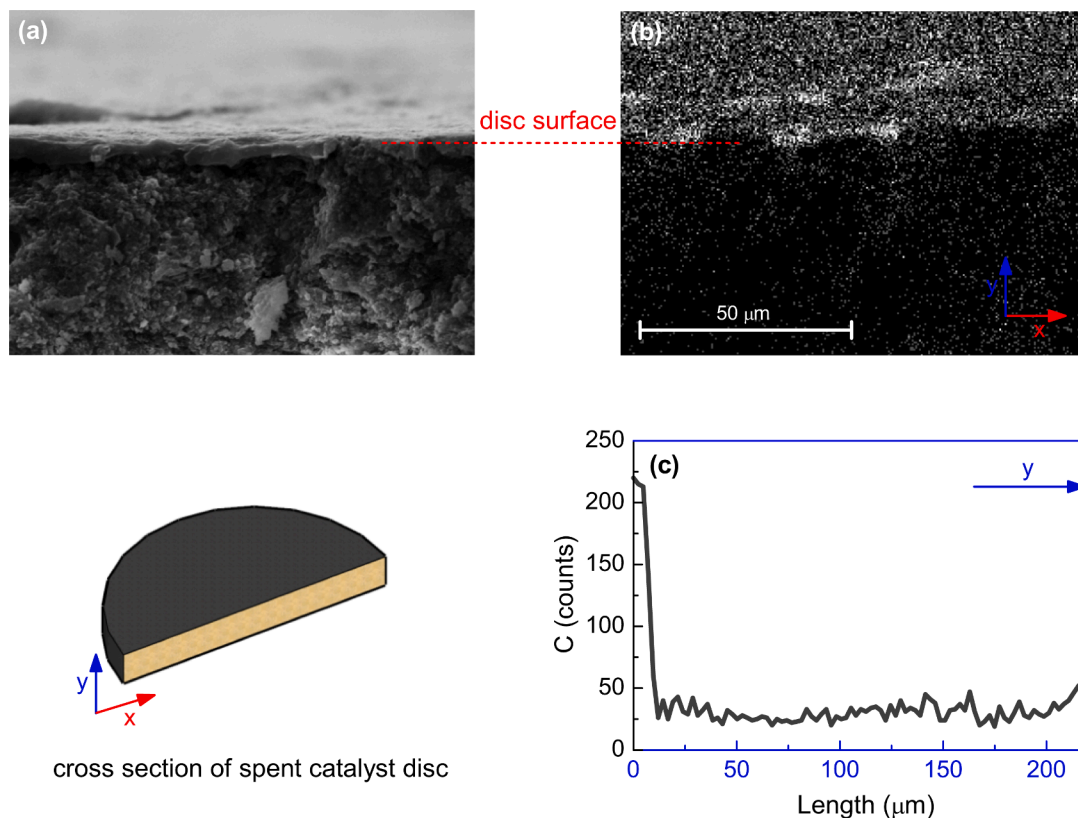 (a)
(b)
disc surface
50 μm
y
x
y
x
cross section of spent catalyst disc
(c)
y
C (counts)
250
200
150
100
50
0
0 50 100 150 200
Length (μm)